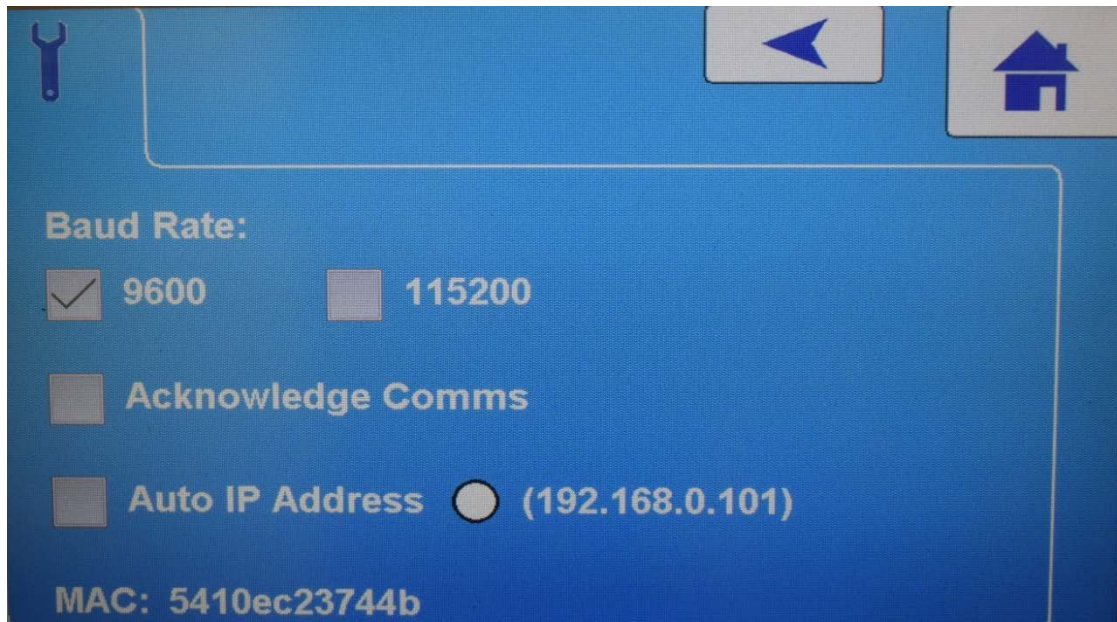 Baud Rate:
9600 115200
Acknowledge Comms
Auto IP Address (192.168.0.101)
MAC: 5410ec23744b